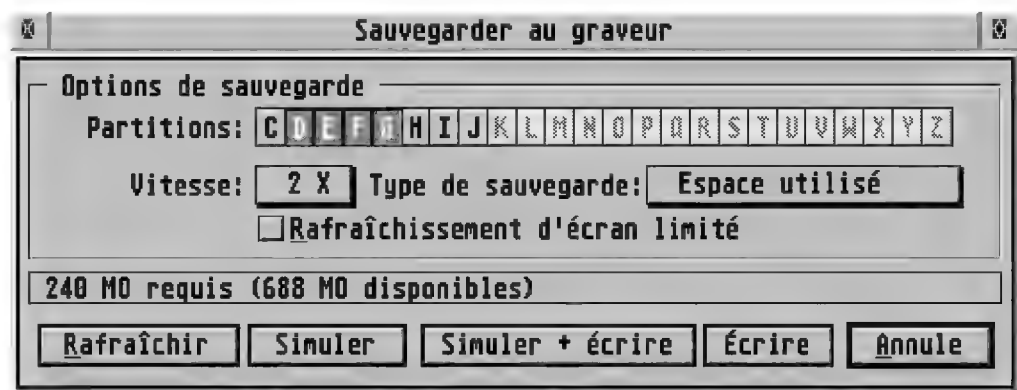 Sauvegarder au graveur
Options de sauvegarde
Partitions: C D E F G H I J K L M N O P Q R S T U V W X Y Z
Vitesse: 2 X Type de sauvegarde: Espace utilisé
Rafraîchissement d'écran limité
240 MO requis (688 MO disponibles)
Rafraîchir Simuler Simuler + écrire Écrire Annule